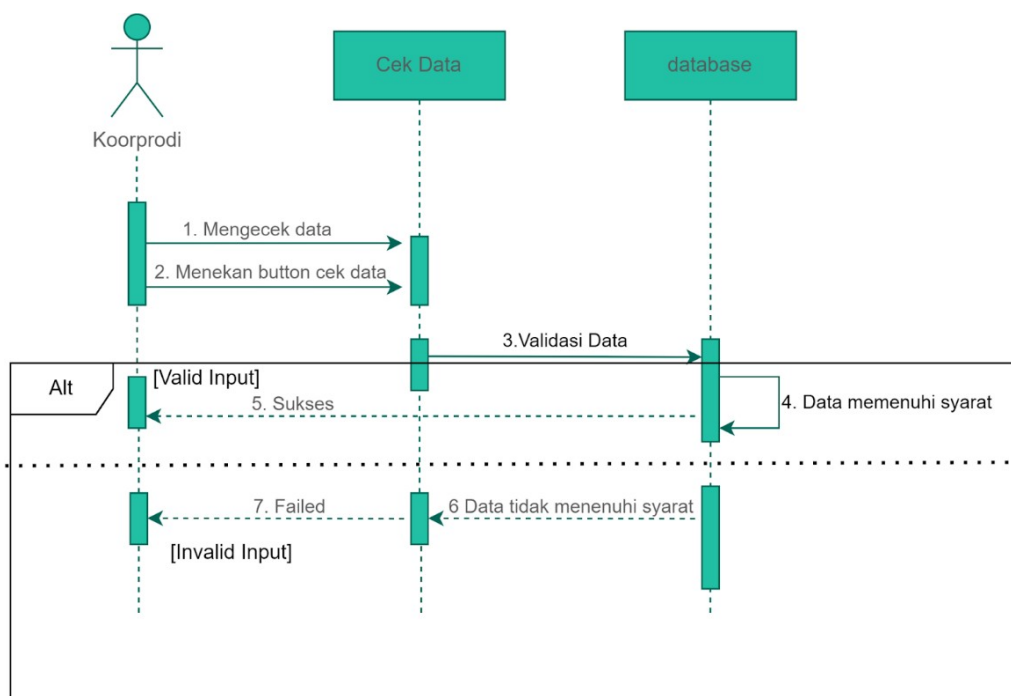 Cek Data
database
Koorprodi
1. Mengecek data
2. Menekan button cek data
3.Validasi Data
Alt
[Valid Input]
4. Data memenuhi syarat
5. Sukses
6 Data tidak menenuhi syarat
7. Failed
[Invalid Input]